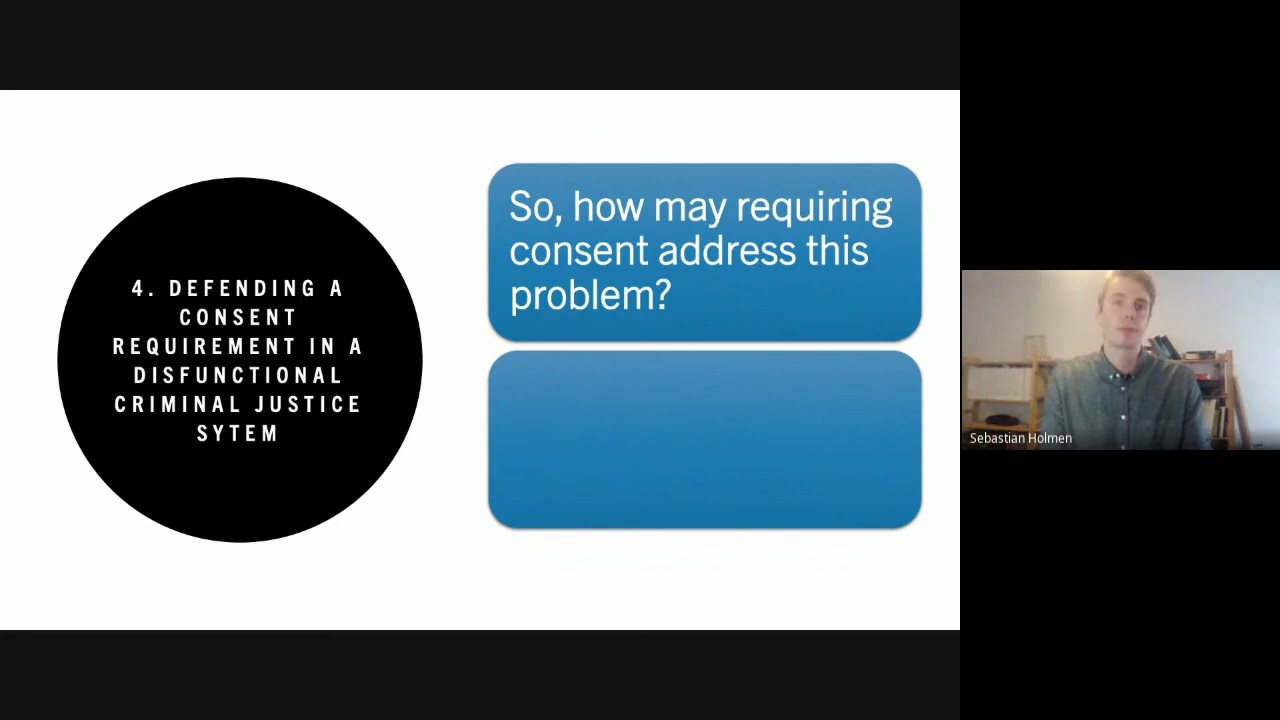 4. DEFENDING A
CONSENT
REQUIREMENT IN A
DISFUNCTIONAL
CRIMINAL JUSTICE
SYTEM
So, how may requiring
consent address this
problem?
Sebastian Holmen